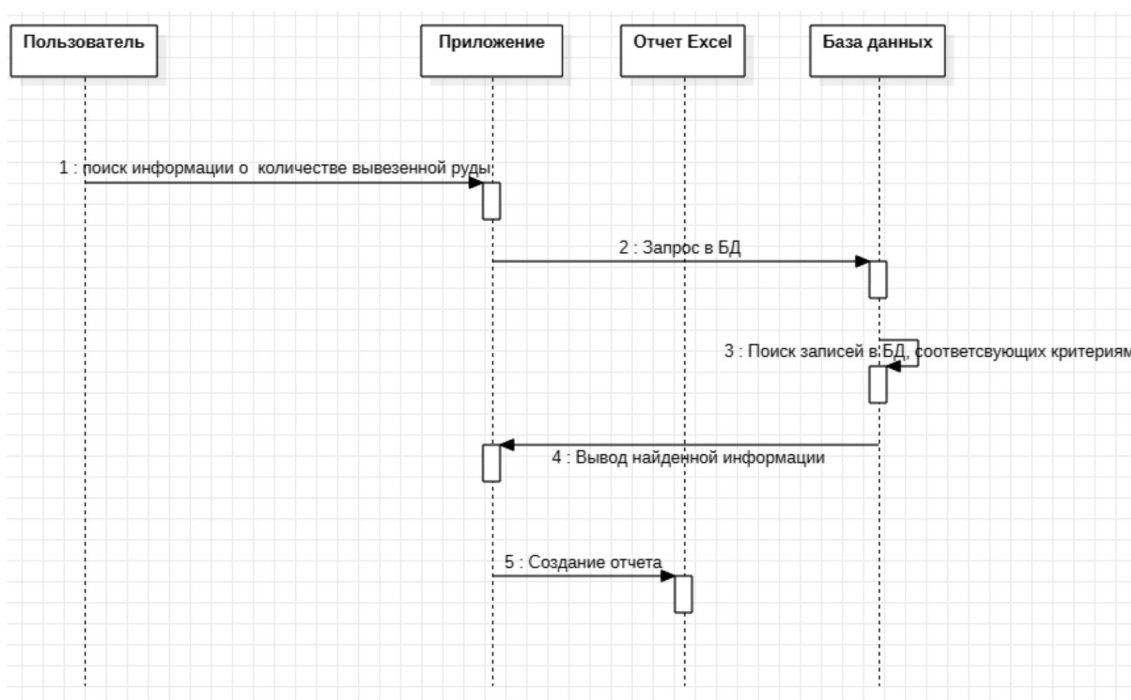 Пользователь
Приложение
Отчет Excel
База данных
1 : поиск информации о  количестве вывезенной руды
2 : Запрос в БД
3 : Поиск записей в БД, соответсвующих критериям
4 : Вывод найденной информации
5 : Создание отчета